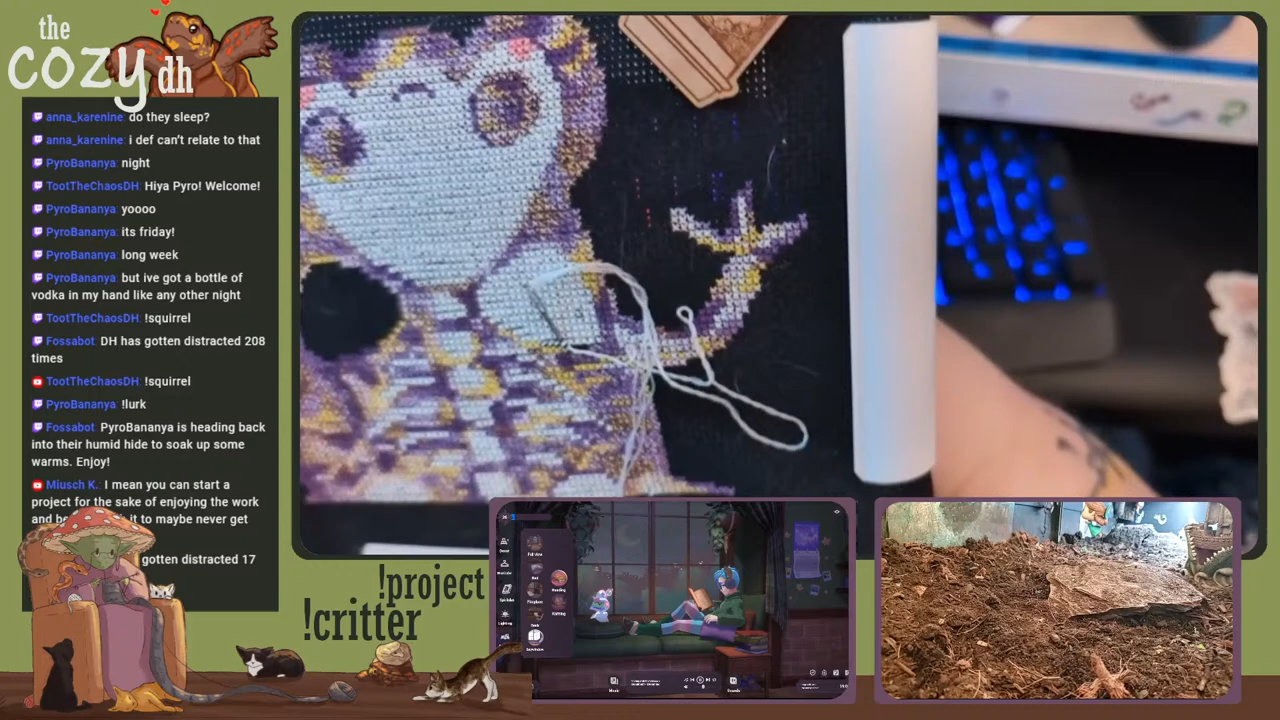 the
cozy dh
anna_karenine: do they sleep?
anna_karenine: i def can't relate to that
PyroBananya: night
TootTheChaosDH: Hiya Pyro! Welcome!
PyroBananya: yoooo
PyroBananya: its friday!
PyroBananya: long week
PyroBananya: but ive got a bottle of
vodka in my hand like any other night
TootTheChaosDH: !squirrel
Fossabot: DH has gotten distracted 208
times
TootTheChaosDH: !squirrel
PyroBananya: !lurk
Fossabot: PyroBananya is heading back
into their humid hide to soak up some
warms. Enjoy!
Miusch K.: I mean you can start a
project for the sake of enjoying the work
and it to maybe never get
gotten distracted 17
!project
!critter